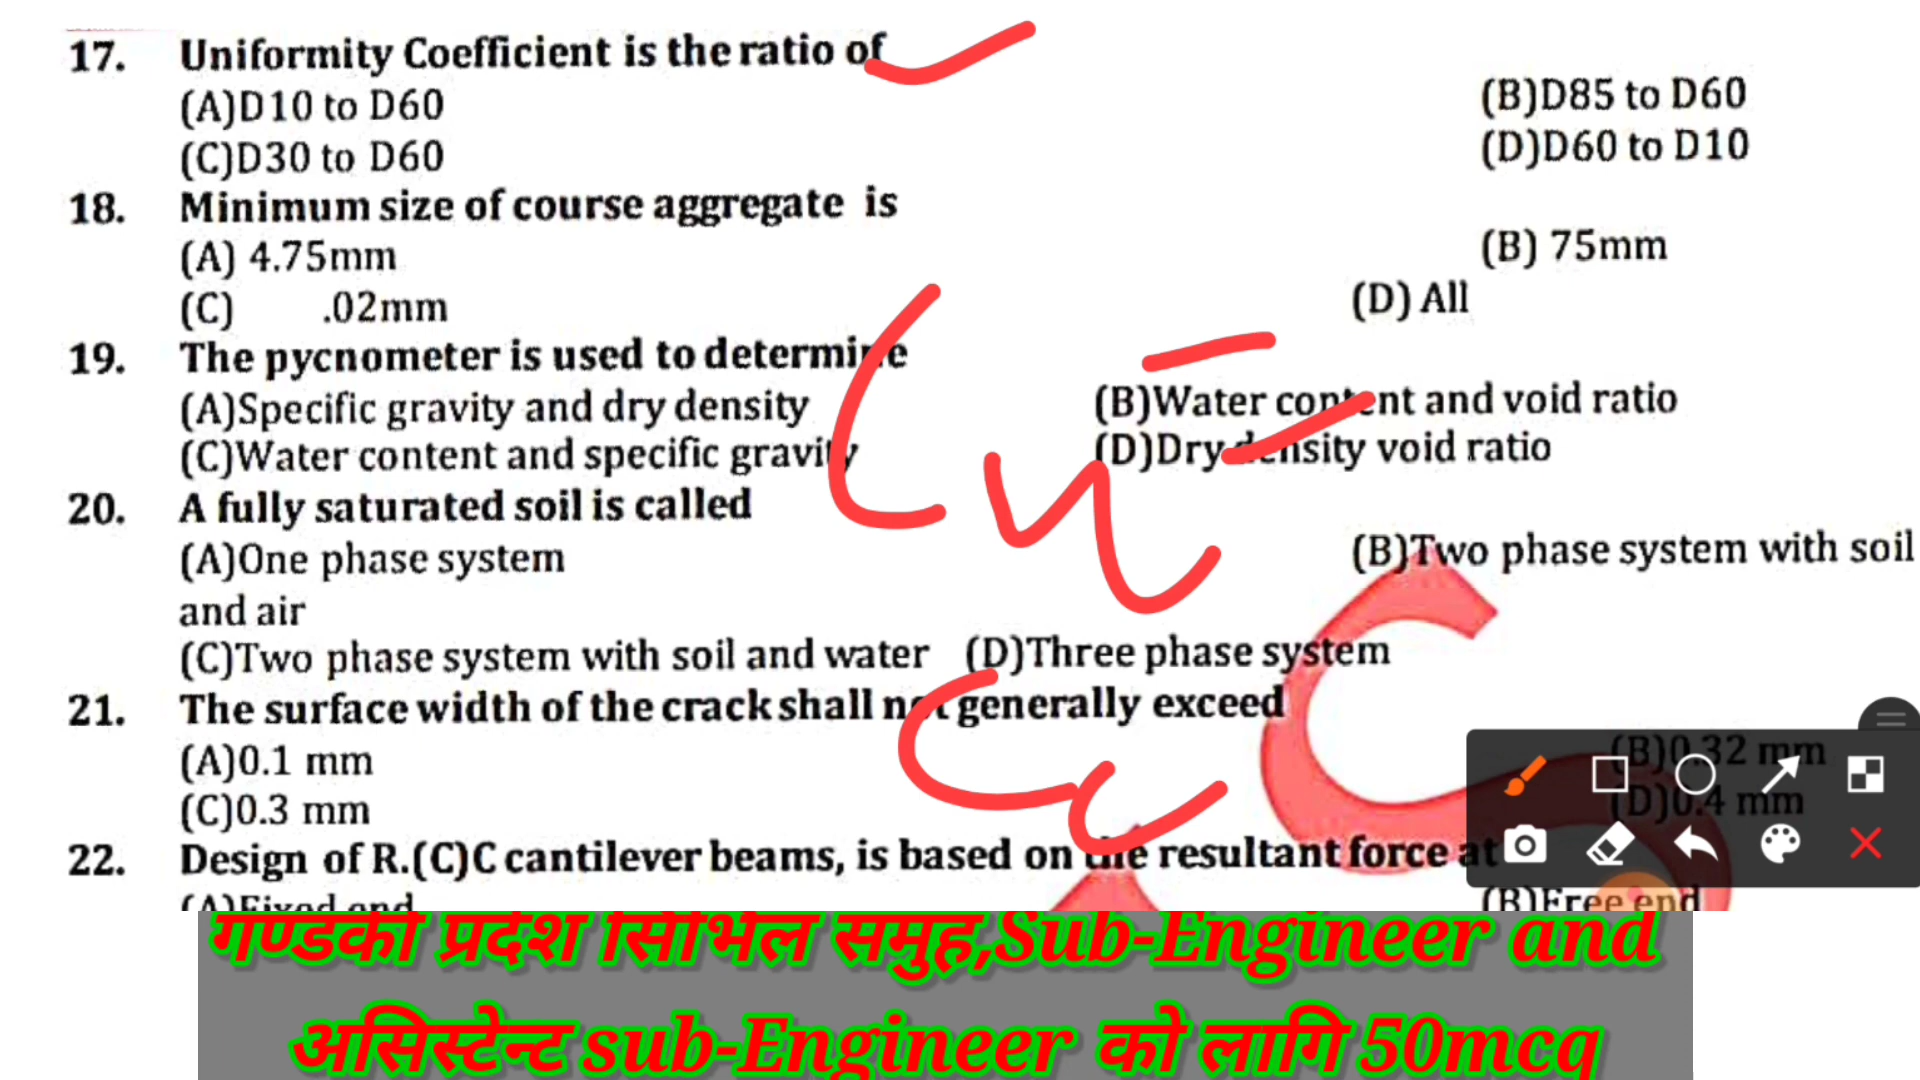 17. Uniformity Coefficient is the ratio of
(A)D10 to D60 (B)D85 to D60
(C)D30 to D60 (D)D60 to D10
18. Minimum size of course aggregate is
(A) 4.75mm (B) 75mm
(C) .02mm (D) All
19. The pycnometer is used to determine
(A)Specific gravity and dry density (B)Water content and void ratio
(C)Water content and specific gravity (D)Dry density void ratio
20. A fully saturated soil is called
(A)One phase system (B)Two phase system with soil
and air
(C)Two phase system with soil and water (D)Three phase system
21. The surface width of the crack shall not generally exceed
(A)0.1 mm (B)0.32 mm
(C)0.3 mm (D)0.4 mm
22. Design of R.(C)C cantilever beams, is based on the resultant force at
(A)Fixed end (B)Free end
Cu =
Cc
गण्डकी प्रदेश सिभिल समुह,Sub-Engineer and
असिस्टेन्ट sub-Engineer को लागि 50mcq